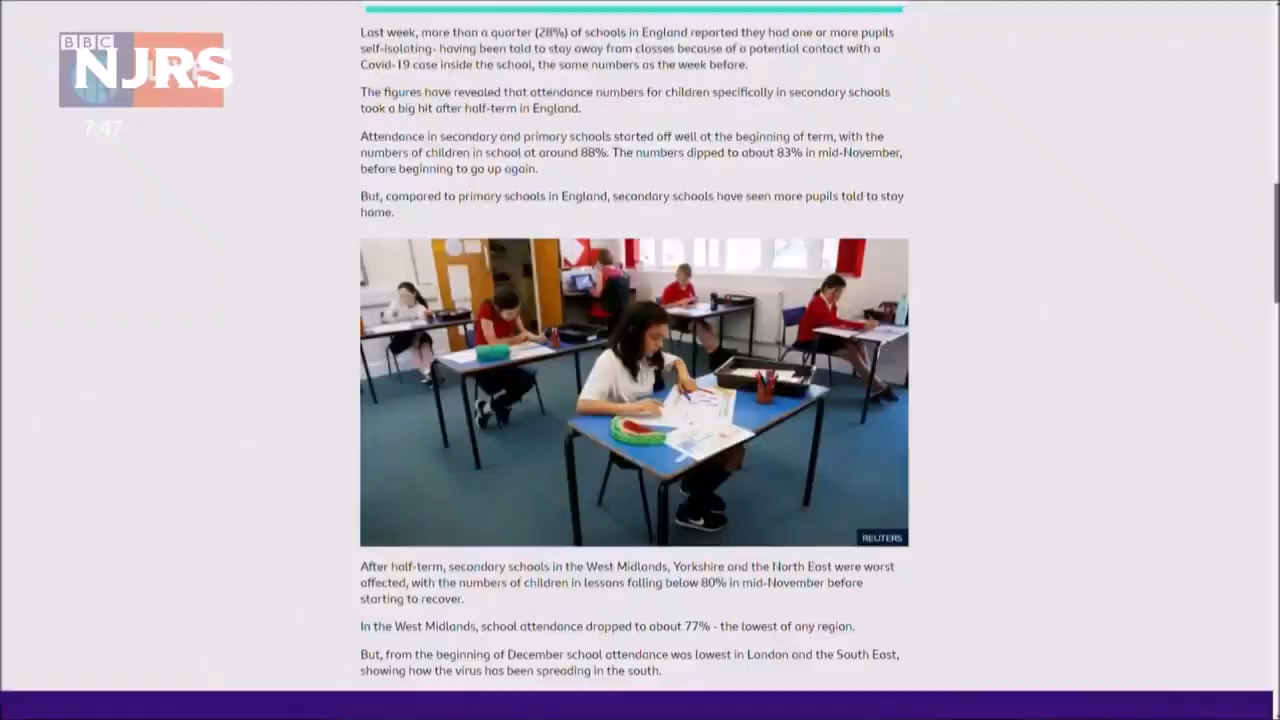 BBC
NJRS
7:47
Last week, more than a quarter (28%) of schools in England reported they had one or more pupils
self-isolating- having been told to stay away from classes because of a potential contact with a
Covid-19 case inside the school, the same numbers as the week before.
The figures have revealed that attendance numbers for children specifically in secondary schools
took a big hit after half-term in England.
Attendance in secondary and primary schools started off well at the beginning of term, with the
numbers of children in school at around 88%. The numbers dipped to about 83% in mid-November,
before beginning to go up again.
But, compared to primary schools in England, secondary schools have seen more pupils told to stay
home.
REUTERS
After half-term, secondary schools in the West Midlands, Yorkshire and the North East were worst
affected, with the numbers of children in lessons falling below 80% in mid-November before
starting to recover.
In the West Midlands, school attendance dropped to about 77% - the lowest of any region.
But, from the beginning of December school attendance was lowest in London and the South East,
showing how the virus has been spreading in the south.